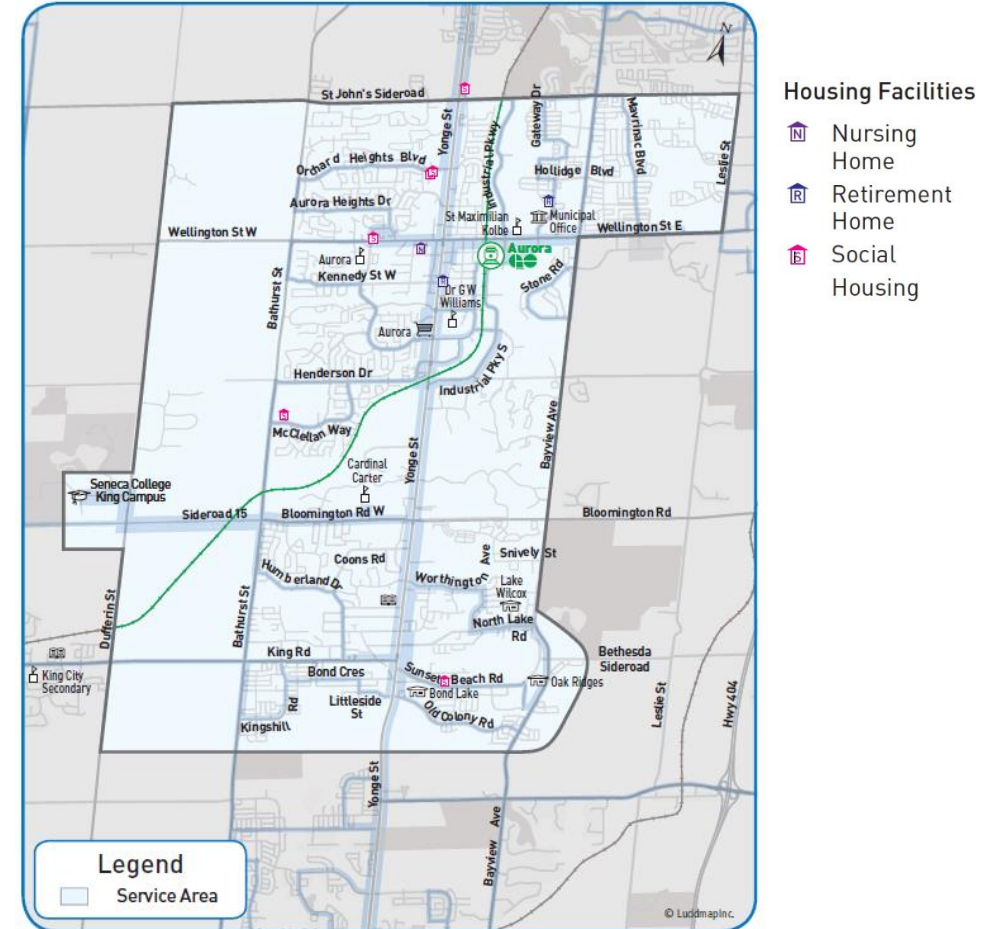 N
St John's Sideroad
Yonge St
Industrial Pkwy
Gateway Dr
Mavrinac Blvd
Leslie St
Orchard Heights Blvd
Hollidge Blvd
Aurora Heights Dr
St Maximilian
Kolbe
Municipal
Office
Wellington St W
Wellington St E
Aurora
GO
Aurora
Kennedy St W
Stone Rd
Bathurst St
Dr G W
Williams
Aurora
Henderson Dr
Industrial Pky S
McClellan Way
Bayview Ave
Yonge St
Cardinal
Carter
Seneca College
King Campus
Sideroad 15
Bloomington Rd W
Bloomington Rd
Coons Rd
Snively St
Humberland Dr
Worthington Ave
Lake
Wilcox
North Lake
Rd
Dufferin St
Bathurst St
King Rd
Bethesda
Sideroad
King City
Secondary
Bond Cres
Sunset Beach Rd
Oak Ridges
Bond Lake
Rd
Kingshill
Littleside
St
Old Colony Rd
Leslie St
Hwy 404
Yonge St
Bayview Ave
Legend
Service Area
© LucidmapInc.
Housing Facilities
N Nursing
Home
R Retirement
Home
S Social
Housing